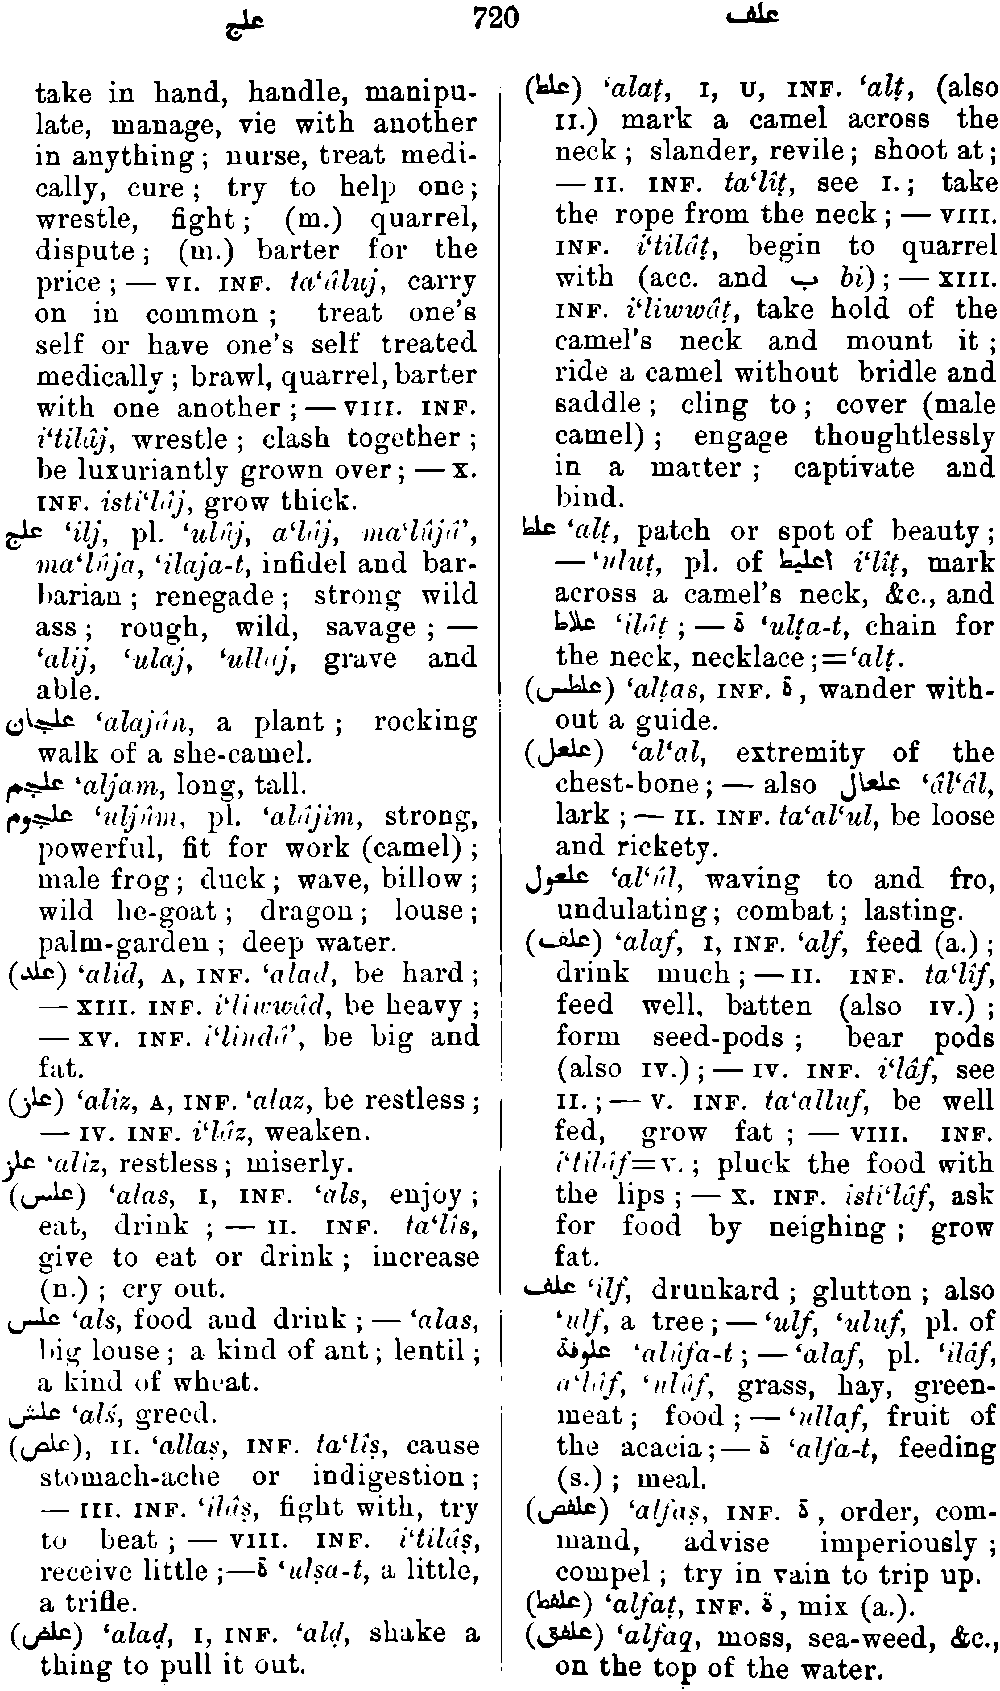 علج 720 علف
take in hand, handle, manipu-
late, manage, vie with another
in anything; nurse, treat medi-
cally, cure; try to help one;
wrestle, fight; (m.) quarrel,
dispute; (m.) barter for the
price; — VI. INF. ta‘âluj, carry
on in common; treat one's
self or have one's self treated
medically; brawl, quarrel, barter
with one another; — VIII. INF.
i‘tilâj, wrestle; clash together;
be luxuriantly grown over; — X.
INF. isti‘lâj, grow thick.
علج ‘ilj, pl. ‘ulûj, a‘lâj, ma‘lûjâ’,
ma‘lûja, ‘ilaja-t, infidel and bar-
barian; renegade; strong wild
ass; rough, wild, savage; —
‘alij, ‘ulaj, ‘ullaj, grave and
able.
علجان ‘alajân, a plant; rocking
walk of a she-camel.
علجم ‘aljam, long, tall.
علجوم ‘uljûm, pl. ‘alâjîm, strong,
powerful, fit for work (camel);
male frog; duck; wave, billow;
wild he-goat; dragon; louse;
palm-garden; deep water.
(علد) ‘alid, A, INF. ‘alad, be hard;
— XIII. INF. i‘liwwâd, be heavy;
— XV. INF. i‘lindâ’, be big and
fat.
(علز) ‘aliz, A, INF. ‘alaz, be restless;
— IV. INF. i‘lâz, weaken.
علز ‘aliz, restless; miserly.
(علس) ‘alas, I, INF. ‘als, enjoy;
eat, drink; — II. INF. ta‘lîs,
give to eat or drink; increase
(n.); cry out.
علس ‘als, food and drink; — ‘alas,
big louse; a kind of ant; lentil;
a kind of wheat.
علش ‘alś, greed.
(علص), II. ‘allaṣ, INF. ta‘lîṣ, cause
stomach-ache or indigestion;
— III. INF. ‘ilâṣ, fight with, try
to beat; — VIII. INF. i‘tilâṣ,
receive little;—ة ‘ulṣa-t, a little,
a trifle.
(علض) ‘alaḍ, I, INF. ‘alḍ, shake a
thing to pull it out.
(علط) ‘alaṭ, I, U, INF. ‘alṭ, (also
II.) mark a camel across the
neck; slander, revile; shoot at;
— II. INF. ta‘lîṭ, see I.; take
the rope from the neck; — VIII.
INF. i‘tilâṭ, begin to quarrel
with (acc. and ب bi); — XIII.
INF. i‘liwwâṭ, take hold of the
camel's neck and mount it;
ride a camel without bridle and
saddle; cling to; cover (male
camel); engage thoughtlessly
in a matter; captivate and
bind.
علط ‘alṭ, patch or spot of beauty;
— ‘uluṭ, pl. of اعليط i‘lîṭ, mark
across a camel's neck, &c., and
علاط ‘ilâṭ; — ة ‘ulṭa-t, chain for
the neck, necklace;=‘alṭ.
(علطس) ‘alṭas, INF. ة, wander with-
out a guide.
(علعل) ‘al‘al, extremity of the
chest-bone; — also علعال ‘âl‘âl,
lark; — II. INF. ta‘al‘ul, be loose
and rickety.
علعول ‘al‘ûl, waving to and fro,
undulating; combat; lasting.
(علف) ‘alaf, I, INF. ‘alf, feed (a.);
drink much; — II. INF. ta‘lîf,
feed well, batten (also IV.);
form seed-pods; bear pods
(also IV.); — IV. INF. i‘lâf, see
II.; — V. INF. ta‘alluf, be well
fed, grow fat; — VIII. INF.
i‘tilâf=V.; pluck the food with
the lips; — X. INF. isti‘lâf, ask
for food by neighing; grow
fat.
علف ‘ilf, drunkard; glutton; also
‘ulf, a tree; — ‘ulf, ‘uluf, pl. of
علوفة ‘alûfa-t; — ‘alaf, pl. ‘ilâf,
a‘lâf, ‘ulûf, grass, hay, green-
meat; food; — ‘ullaf, fruit of
the acacia; — ة ‘alfa-t, feeding
(s.); meal.
(علفص) ‘alfaṣ, INF. ة, order, com-
mand, advise imperiously;
compel; try in vain to trip up.
(علفط) ‘alfaṭ, INF. ة, mix (a.).
(علفق) ‘alfaq, moss, sea-weed, &c.,
on the top of the water.